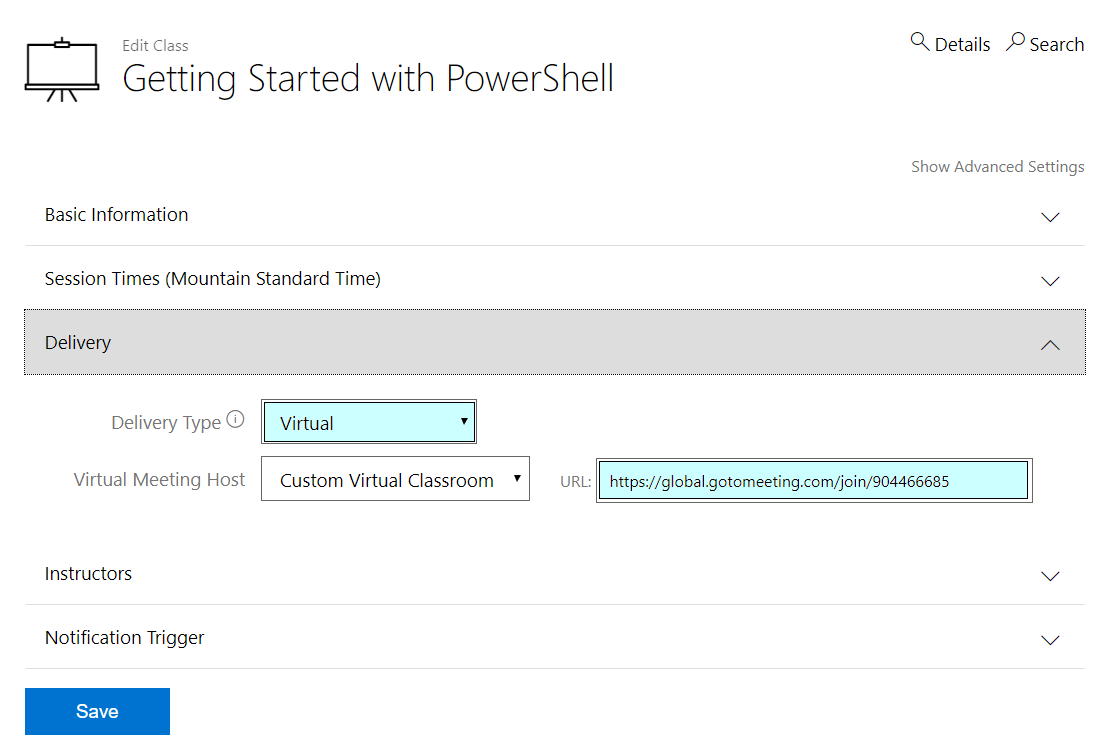 Edit Class
Getting Started with PowerShell
Details Search
Show Advanced Settings
Basic Information
Session Times (Mountain Standard Time)
Delivery
Delivery Type Virtual
Virtual Meeting Host Custom Virtual Classroom URL: https://global.gotomeeting.com/join/904466685
Instructors
Notification Trigger
Save